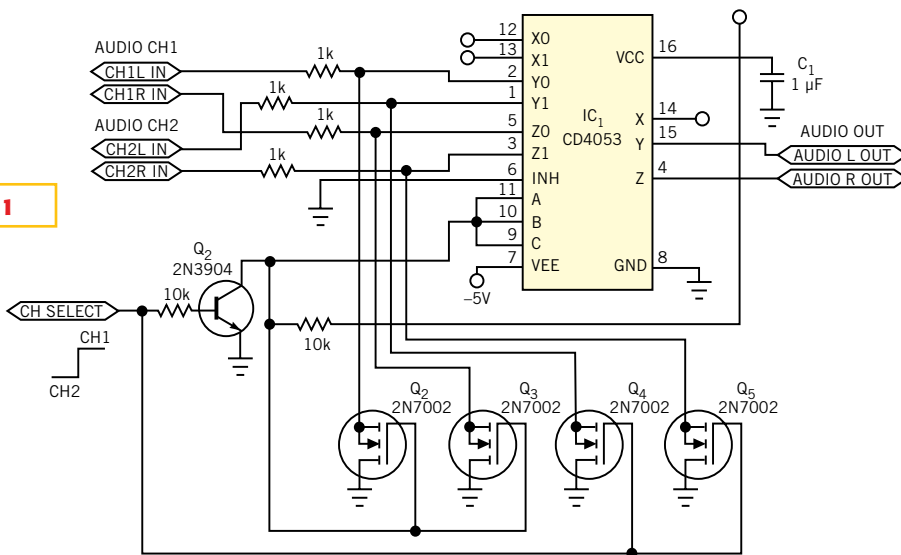 AUDIO CH1
CH1L IN
CH1R IN
AUDIO CH2
CH2L IN
CH2R IN
1k
1k
1k
1k
12
13
2
1
5
3
6
11
10
9
7
X0
X1
Y0
Y1
Z0
Z1
INH
A
B
C
VEE
IC1
CD4053
VCC
X
Y
Z
GND
16
14
15
4
8
C1
1 µF
AUDIO OUT
AUDIO L OUT
AUDIO R OUT
–5V
1
Q2
2N3904
10k
CH SELECT
CH1
CH2
10k
Q2
2N7002
Q3
2N7002
Q4
2N7002
Q5
2N7002